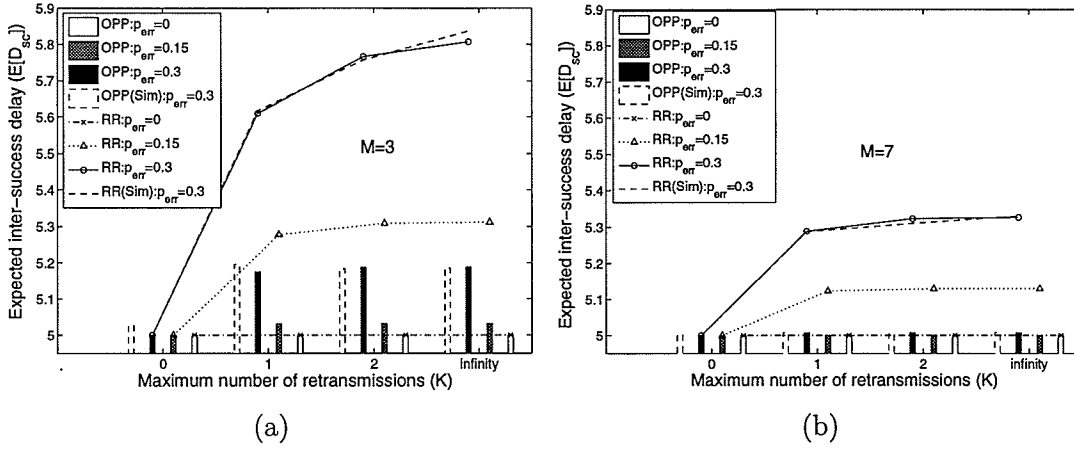 Expected inter−success delay (E[D_sc])
5.8
5.7
5.6
5.5
5.4
5.3
5.2
5.1
5
OPP:p_err=0
OPP:p_err=0.15
OPP:p_err=0.3
OPP(Sim):p_err=0.3
RR:p_err=0
RR:p_err=0.15
RR:p_err=0.3
RR(Sim):p_err=0.3
M=3
0
1
2
Infinity
Maximum number of retransmissions (K)
(a)
Expected inter−success delay (E[D_sc])
5.8
5.7
5.6
5.5
5.4
5.3
5.2
5.1
5
OPP:p_err=0
OPP:p_err=0.15
OPP:p_err=0.3
OPP(Sim):p_err=0.3
RR:p_err=0
RR:p_err=0.15
RR:p_err=0.3
RR(Sim):p_err=0.3
M=7
0
1
2
infinity
Maximum number of retransmissions (K)
(b)